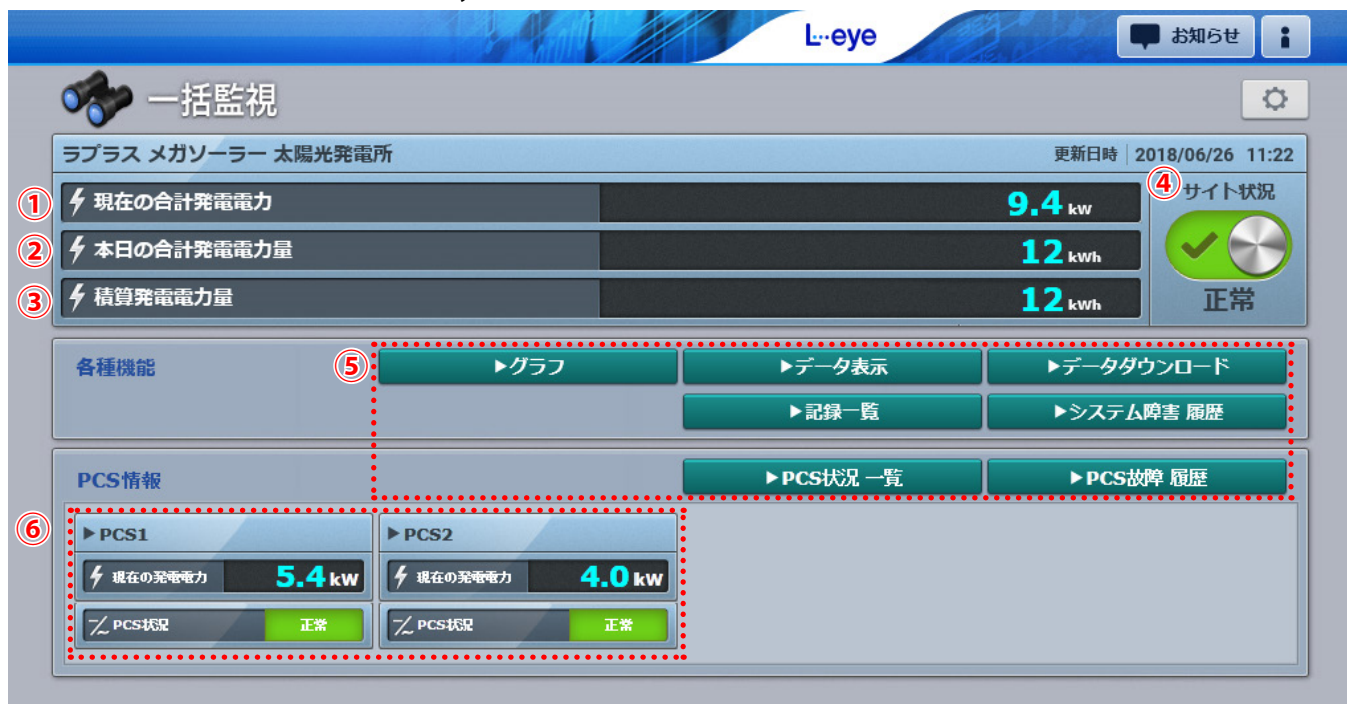 L…eye
お知らせ
一括監視
ラプラス メガソーラー 太陽光発電所 更新日時 2018/06/26 11:22
① 現在の合計発電電力 9.4 kW
④ サイト状況
② 本日の合計発電電力量 12 kWh
③ 積算発電電力量 12 kWh
正常
各種機能 ⑤ ▶グラフ ▶データ表示 ▶データダウンロード
▶記録一覧 ▶システム障害 履歴
PCS情報 ▶PCS状況 一覧 ▶PCS故障 履歴
⑥ ▶PCS1 ▶PCS2
現在の発電電力 5.4 kW 現在の発電電力 4.0 kW
PCS状況 正常 PCS状況 正常